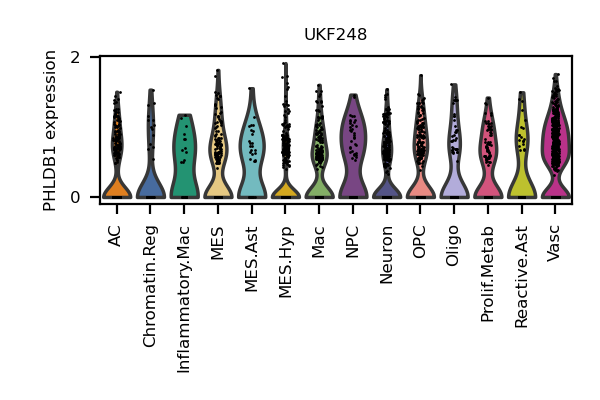 UKF248
PHLDB1 expression
2
0
AC
Chromatin.Reg
Inflammatory.Mac
MES
MES.Ast
MES.Hyp
Mac
NPC
Neuron
OPC
Oligo
Prolif.Metab
Reactive.Ast
Vasc